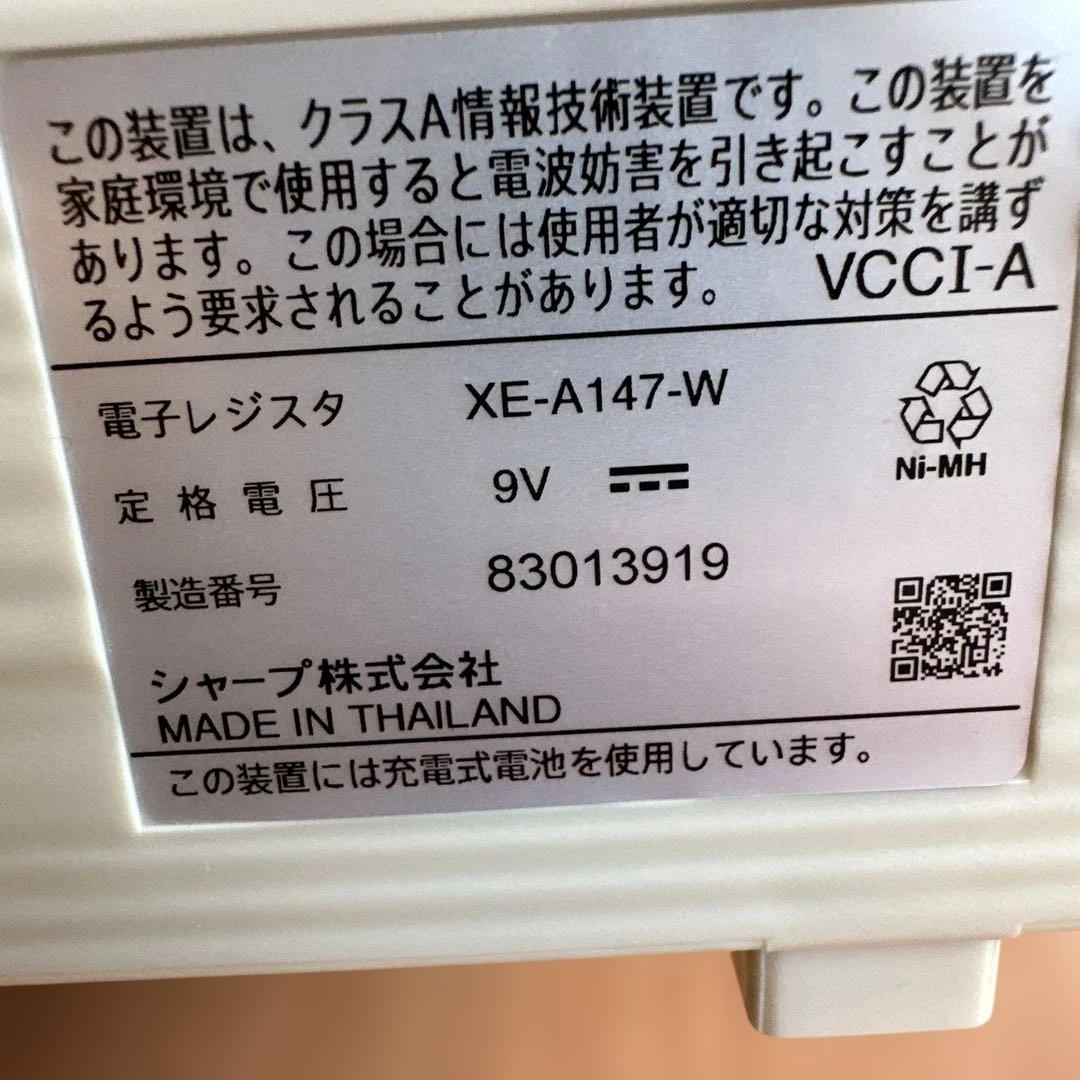 この装置は、クラスA情報技術装置です。この装置を
家庭環境で使用すると電波妨害を引き起こすことが
あります。この場合には使用者が適切な対策を講ず
るよう要求されることがあります。 VCCI-A
電子レジスタ XE-A147-W
Ni-MH
定格電圧 9V
製造番号 83013919
シャープ株式会社
MADE IN THAILAND
この装置には充電式電池を使用しています。